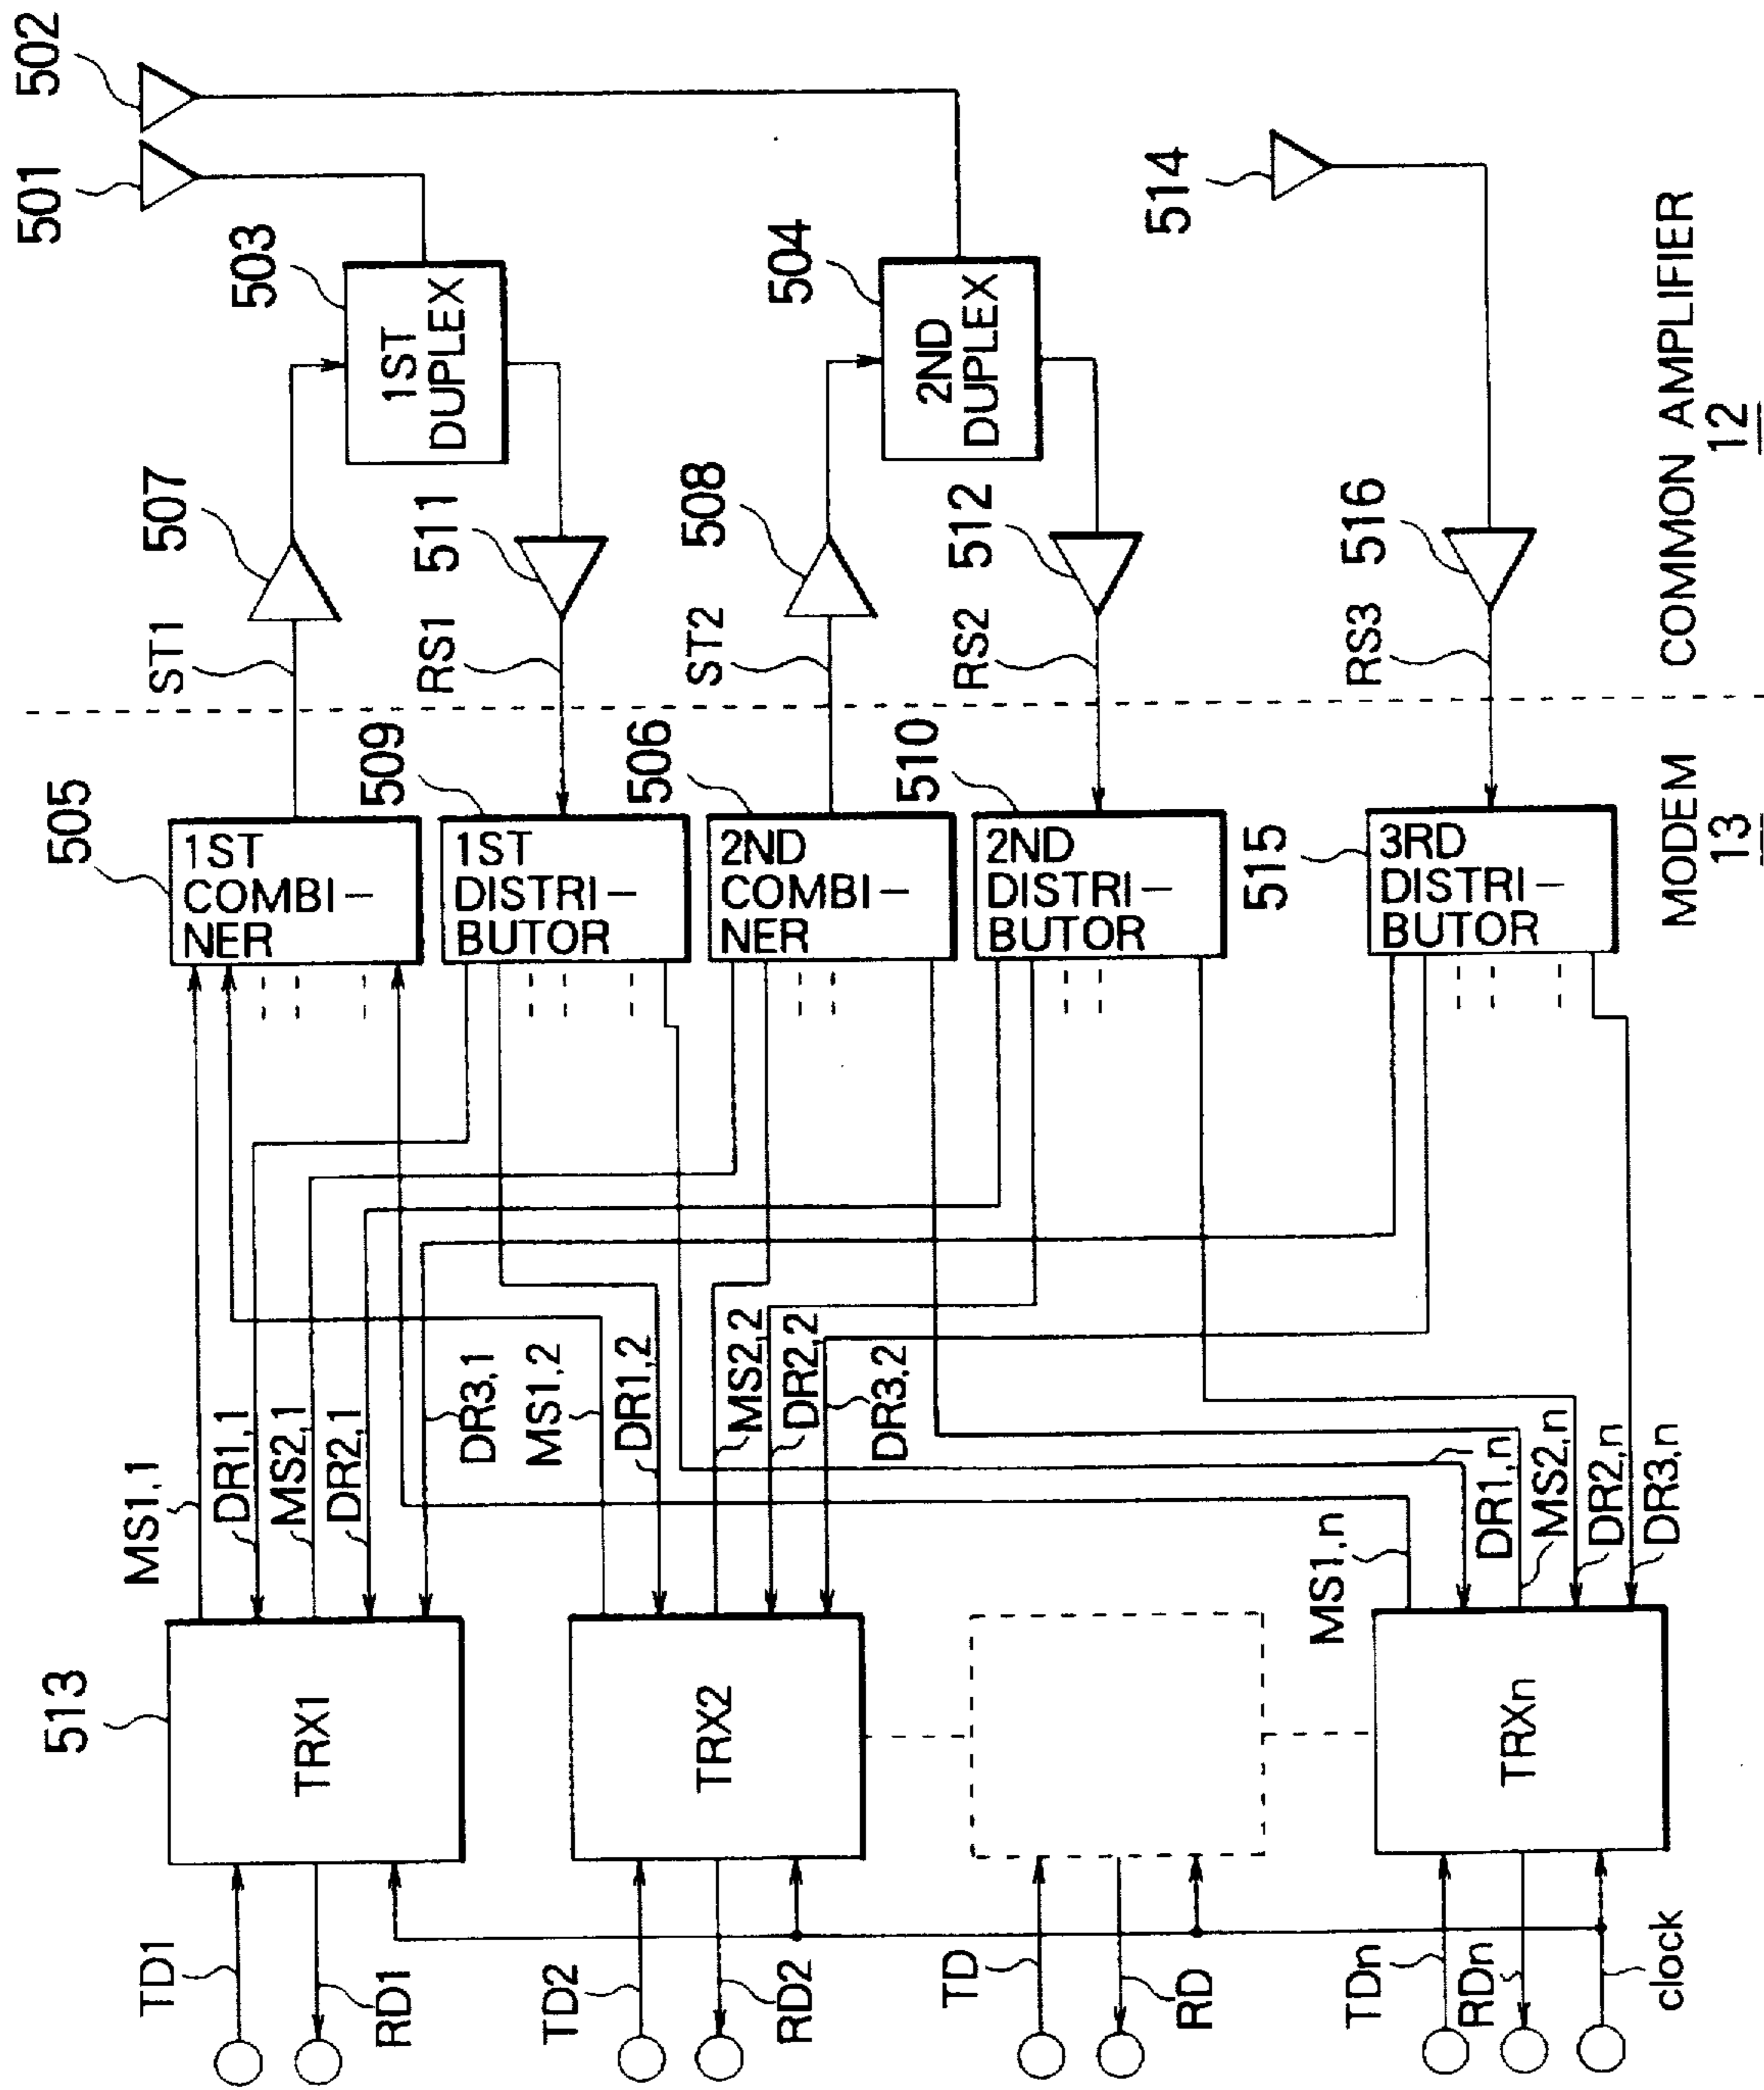 502
501
503
1ST
DUPLEX
507
ST1
511
RS1
504
2ND
DUPLEX
508
ST2
512
RS2
514
516
RS3
COMMON AMPLIFIER
12
505
1ST
COMBI-
NER
509
1ST
DISTRI-
BUTOR
506
2ND
COMBI-
NER
510
2ND
DISTRI-
BUTOR
515
3RD
DISTRI-
BUTOR
MODEM
13
MS1,1
DR1,1
MS2,1
DR2,1
DR3,1
MS1,2
DR1,2
MS2,2
DR2,2
DR3,2
MS1,n
DR1,n
MS2,n
DR2,n
DR3,n
513
TRX1
TRX2
TRXn
TD1
RD1
TD2
RD2
TD
RD
TDn
RDn
clock